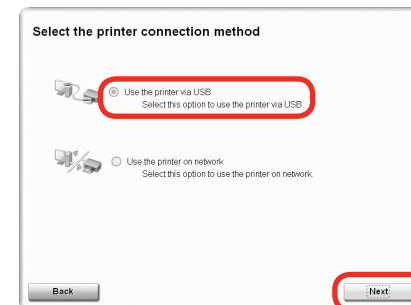 Select the printer connection method
Use the printer via USB
Select this option to use the printer via USB.
Use the printer on network
Select this option to use the printer on network.
Back
Next